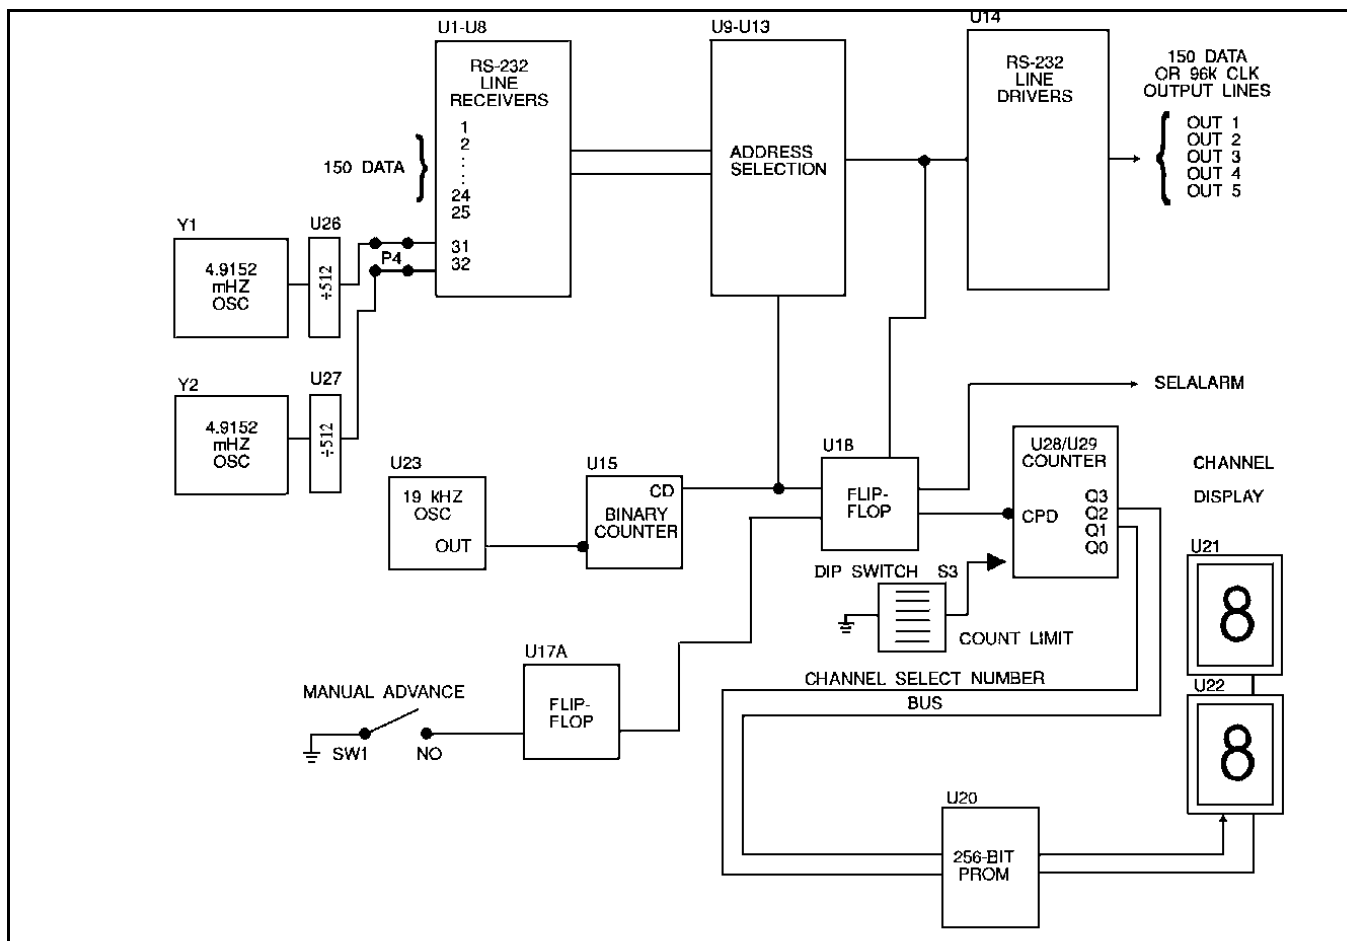 U1-U8
U9-U13
U14
RS-232
LINE
RECEIVERS
1
2
24
25
31
32
150 DATA
ADDRESS
SELECTION
RS-232
LINE
DRIVERS
150 DATA
OR 96K CLK
OUTPUT LINES
OUT 1
OUT 2
OUT 3
OUT 4
OUT 5
Y1
4.9152
mHZ
OSC
U26
÷512
P4
Y2
4.9152
mHZ
OSC
U27
÷512
SELALARM
U23
19 KHZ
OSC
OUT
U15
CD
BINARY
COUNTER
U18
FLIP-
FLOP
U28/U29
COUNTER
Q3
Q2
Q1
Q0
CPD
CHANNEL
DISPLAY
DIP SWITCH S3
COUNT LIMIT
U21
8
U22
8
U17A
FLIP-
FLOP
MANUAL ADVANCE
SW1 NO
CHANNEL SELECT NUMBER
BUS
U20
256-BIT
PROM